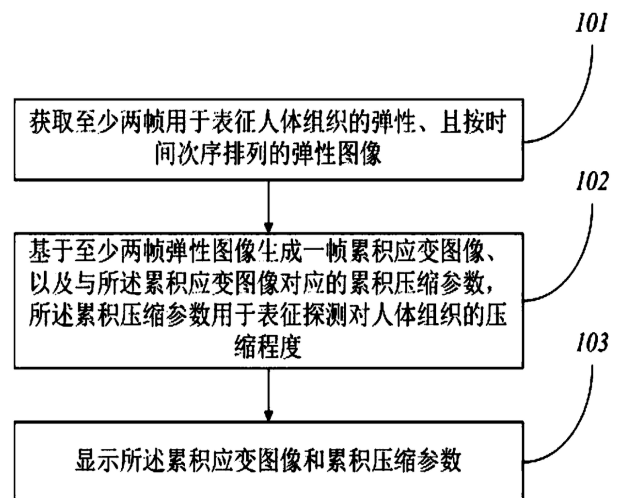 101
获取至少两帧用于表征人体组织的弹性、且按时
间次序排列的弹性图像
102
基于至少两帧弹性图像生成一帧累积应变图像、
以及与所述累积应变图像对应的累积压缩参数，
所述累积压缩参数用于表征探测对人体组织的压
缩程度
103
显示所述累积应变图像和累积压缩参数